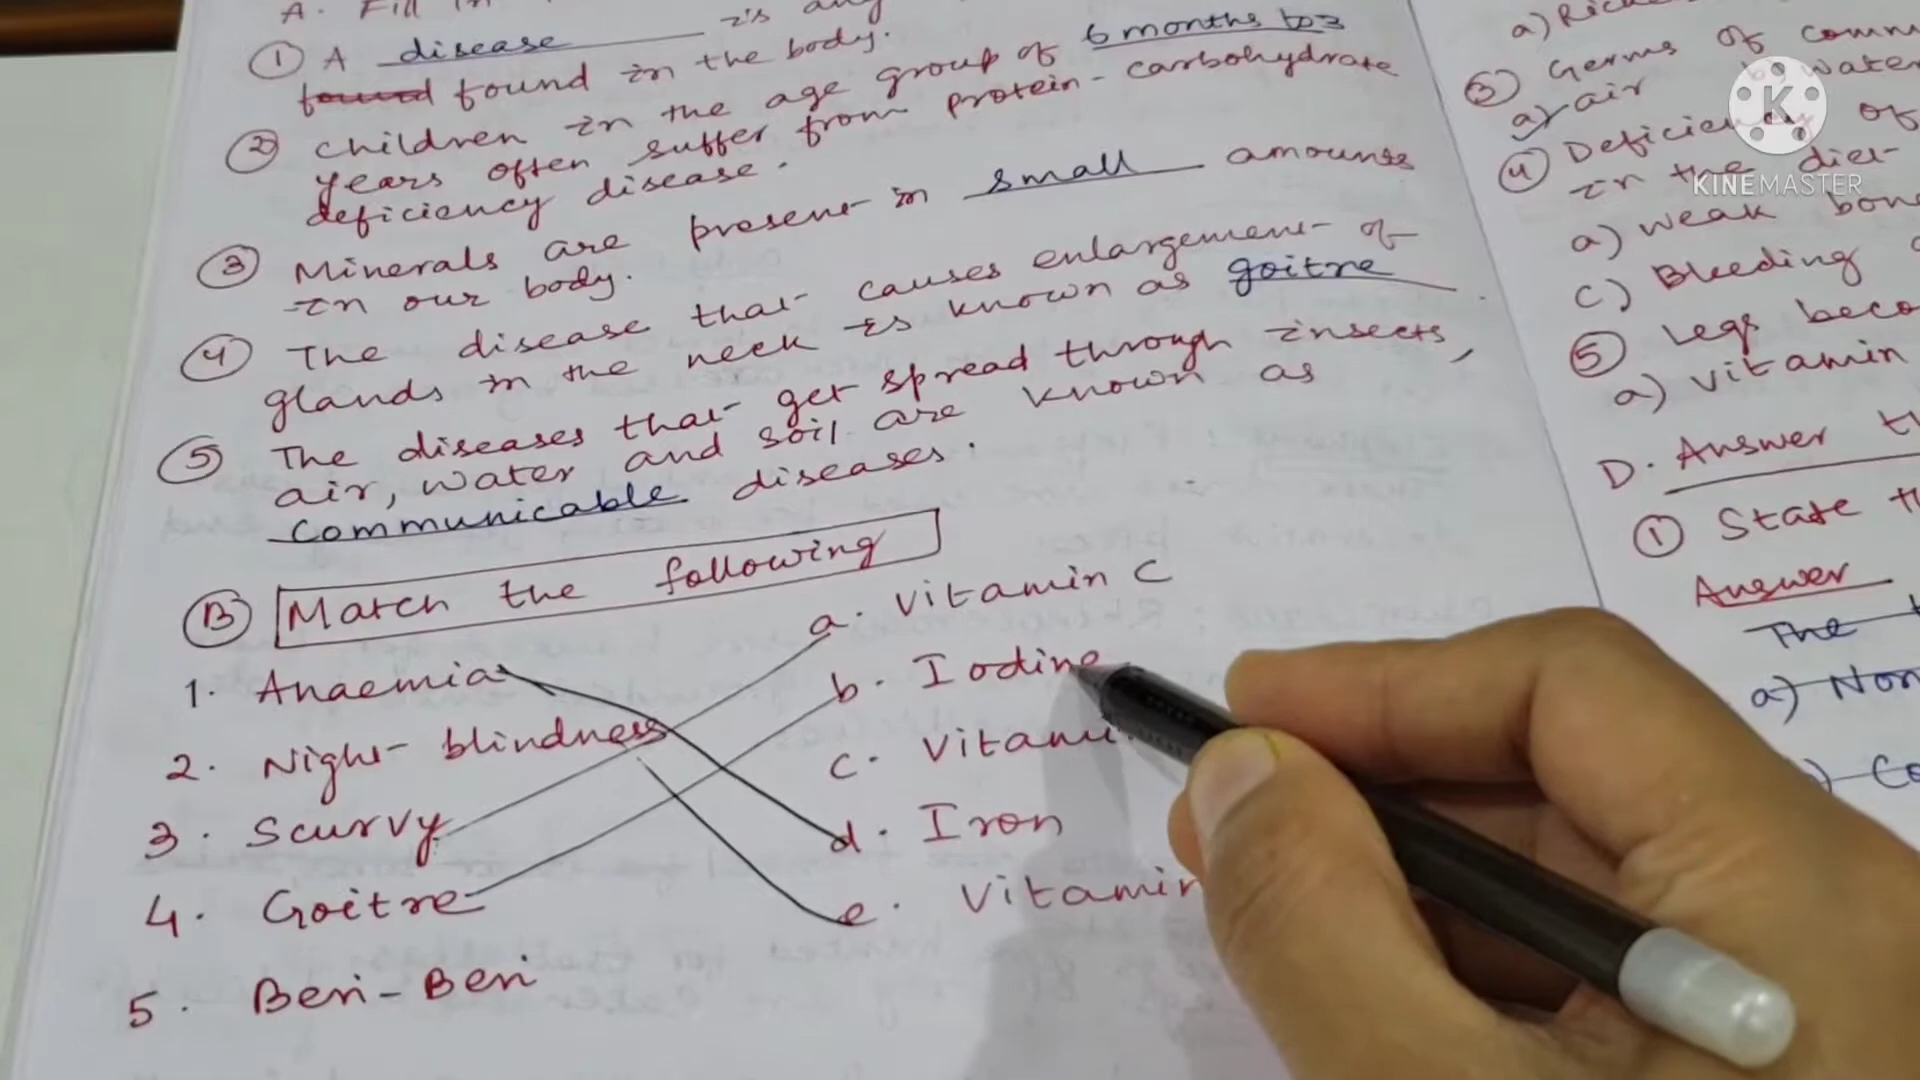 A. Fill in
① A disease is any
found found in the body.
② Children in the age group of 6 months to 3
years often suffer from protein-carbohydrate
deficiency disease.
③ Minerals are present in small amounts
in our body.
④ The disease that causes enlargement of
glands in the neck is known as goitre.
⑤ The diseases that get spread through insects,
air, water and soil are known as
communicable diseases.
Ⓑ Match the following
1. Anaemia
2. Night blindness
3. Scurvy
4. Goitre
5. Beri-Beri
a. Vitamin C
b. Iodine
c. Vitami
d. Iron
e. Vitamin
a)
③ Germs of comm
a) air b) water
④ Deficiency of
in the diet
a) weak bon
c) Bleeding
⑤ Legs beco
a) vitamin
D. Answer th
① State th
Answer
The
a) Non
Co
K
KINEMASTER